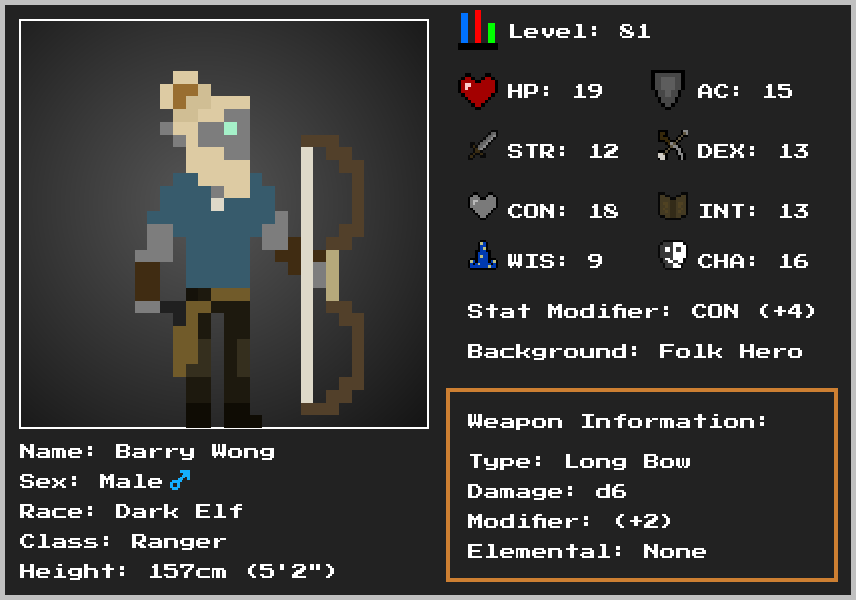 Level: 81
HP: 19
AC: 15
STR: 12
DEX: 13
CON: 18
INT: 13
WIS: 9
CHA: 16
Stat Modifier: CON (+4)
Background: Folk Hero
Weapon Information:
Type: Long Bow
Damage: d6
Modifier: (+2)
Elemental: None
Name: Barry Wong
Sex: Male♂
Race: Dark Elf
Class: Ranger
Height: 157cm (5'2")